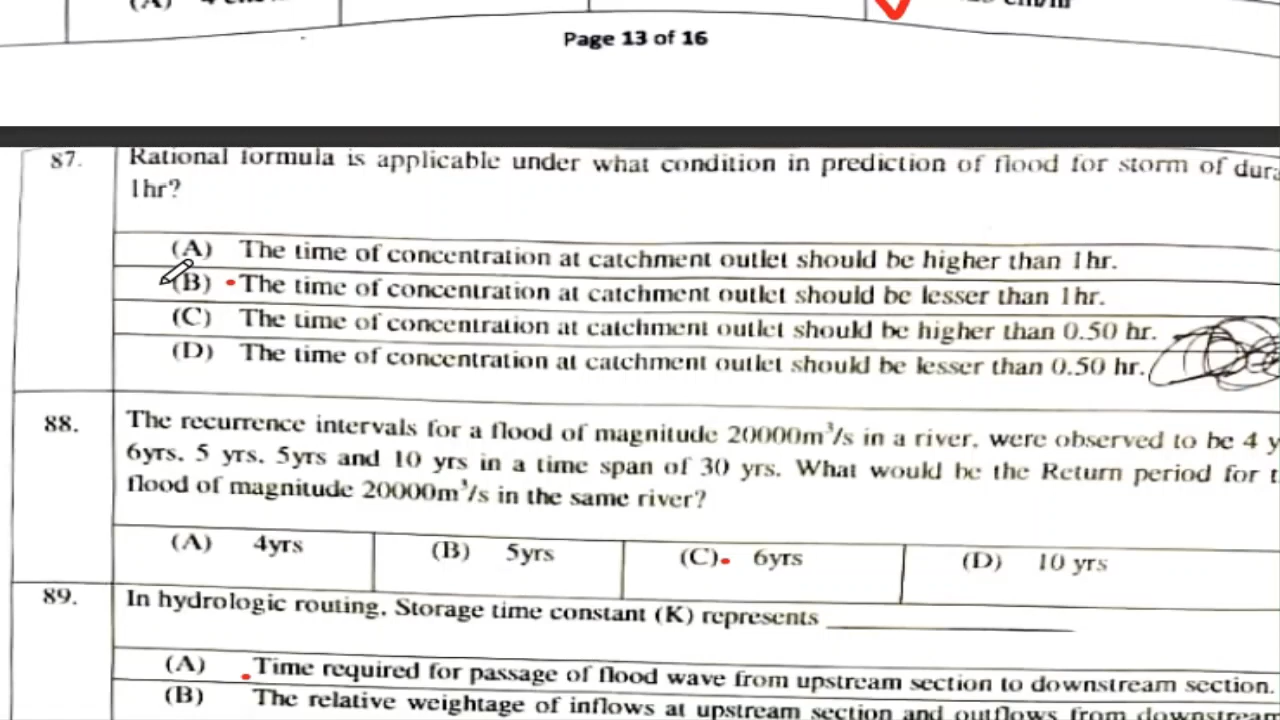 (A)
cm/hr
Page 13 of 16
87. Rational formula is applicable under what condition in prediction of flood for storm of
1hr?
(A) The time of concentration at catchment outlet should be higher than 1hr.
(B) The time of concentration at catchment outlet should be lesser than 1hr.
(C) The time of concentration at catchment outlet should be higher than 0.50 hr.
(D) The time of concentration at catchment outlet should be lesser than 0.50 hr.
88. The recurrence intervals for a flood of magnitude 20000m³/s in a river, were observed to be 4 y
6yrs. 5 yrs. 5yrs and 10 yrs in a time span of 30 yrs. What would be the Return period for t
flood of magnitude 20000m³/s in the same river?
(A) 4yrs (B) 5yrs (C) 6yrs (D) 10 yrs
89. In hydrologic routing, Storage time constant (K) represents ____________
(A) Time required for passage of flood wave from upstream section to downstream section.
(B) The relative weightage of inflows at upstream section and outflows from downstream